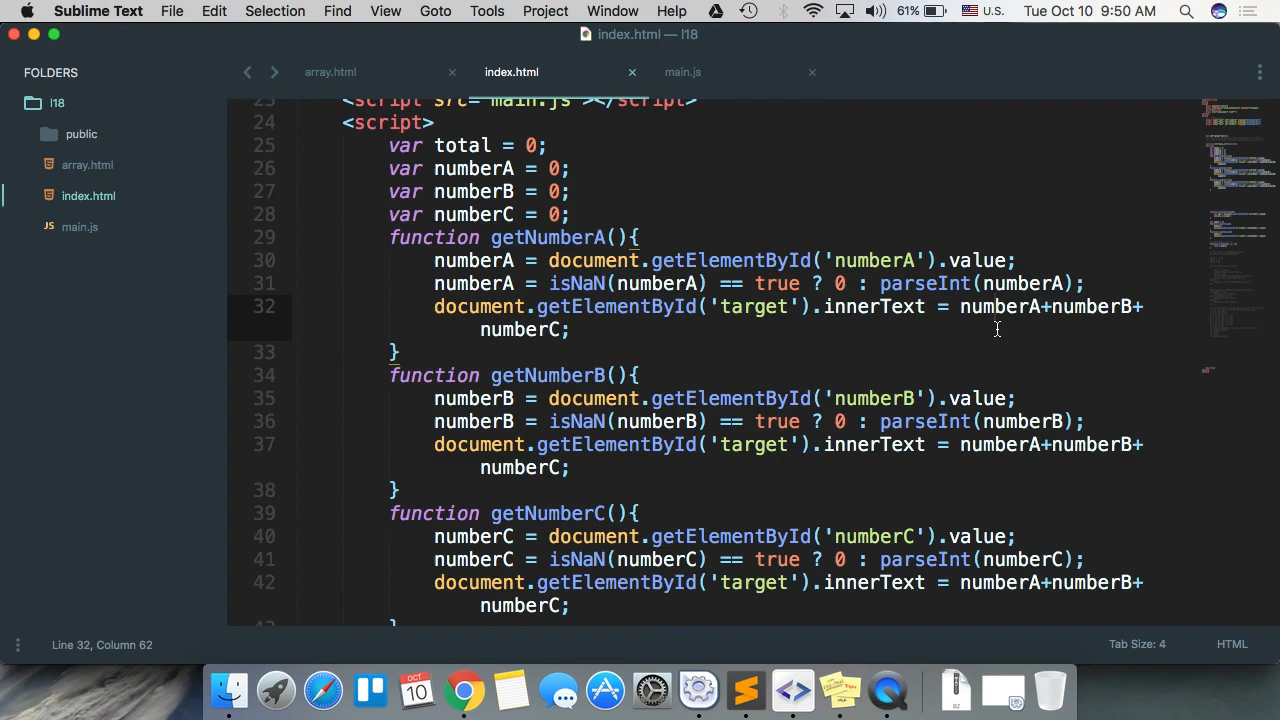 Sublime Text File Edit Selection Find View Goto Tools Project Window Help 61% U.S. Tue Oct 10 9:50 AM
index.html — l18
FOLDERS
array.html × index.html × main.js ×
l18
public
array.html
index.html
JS main.js
23 <script src="main.js"></script>
24 <script>
25 var total = 0;
26 var numberA = 0;
27 var numberB = 0;
28 var numberC = 0;
29 function getNumberA(){
30 numberA = document.getElementById('numberA').value;
31 numberA = isNaN(numberA) == true ? 0 : parseInt(numberA);
32 document.getElementById('target').innerText = numberA+numberB+
numberC;
33 }
34 function getNumberB(){
35 numberB = document.getElementById('numberB').value;
36 numberB = isNaN(numberB) == true ? 0 : parseInt(numberB);
37 document.getElementById('target').innerText = numberA+numberB+
numberC;
38 }
39 function getNumberC(){
40 numberC = document.getElementById('numberC').value;
41 numberC = isNaN(numberC) == true ? 0 : parseInt(numberC);
42 document.getElementById('target').innerText = numberA+numberB+
numberC;
}
Line 32, Column 62 Tab Size: 4 HTML
OCT
10